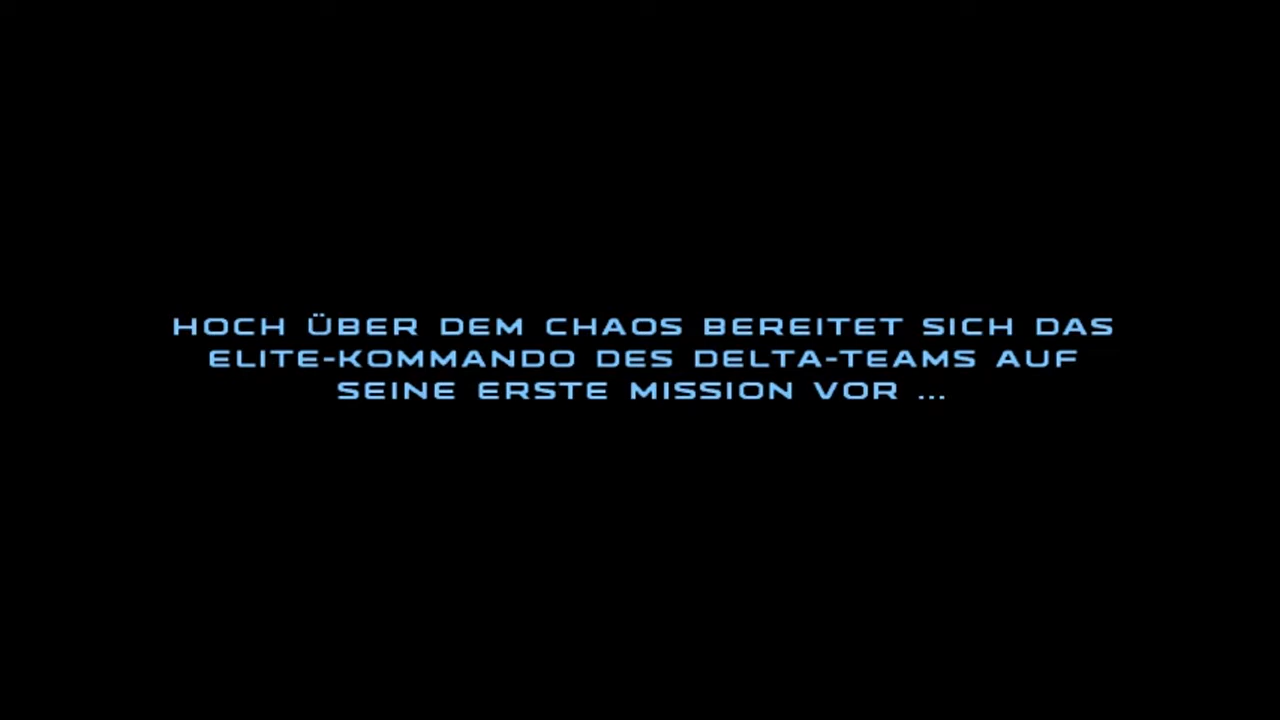 HOCH ÜBER DEM CHAOS BEREITET SICH DAS
ELITE-KOMMANDO DES DELTA-TEAMS AUF
SEINE ERSTE MISSION VOR ...